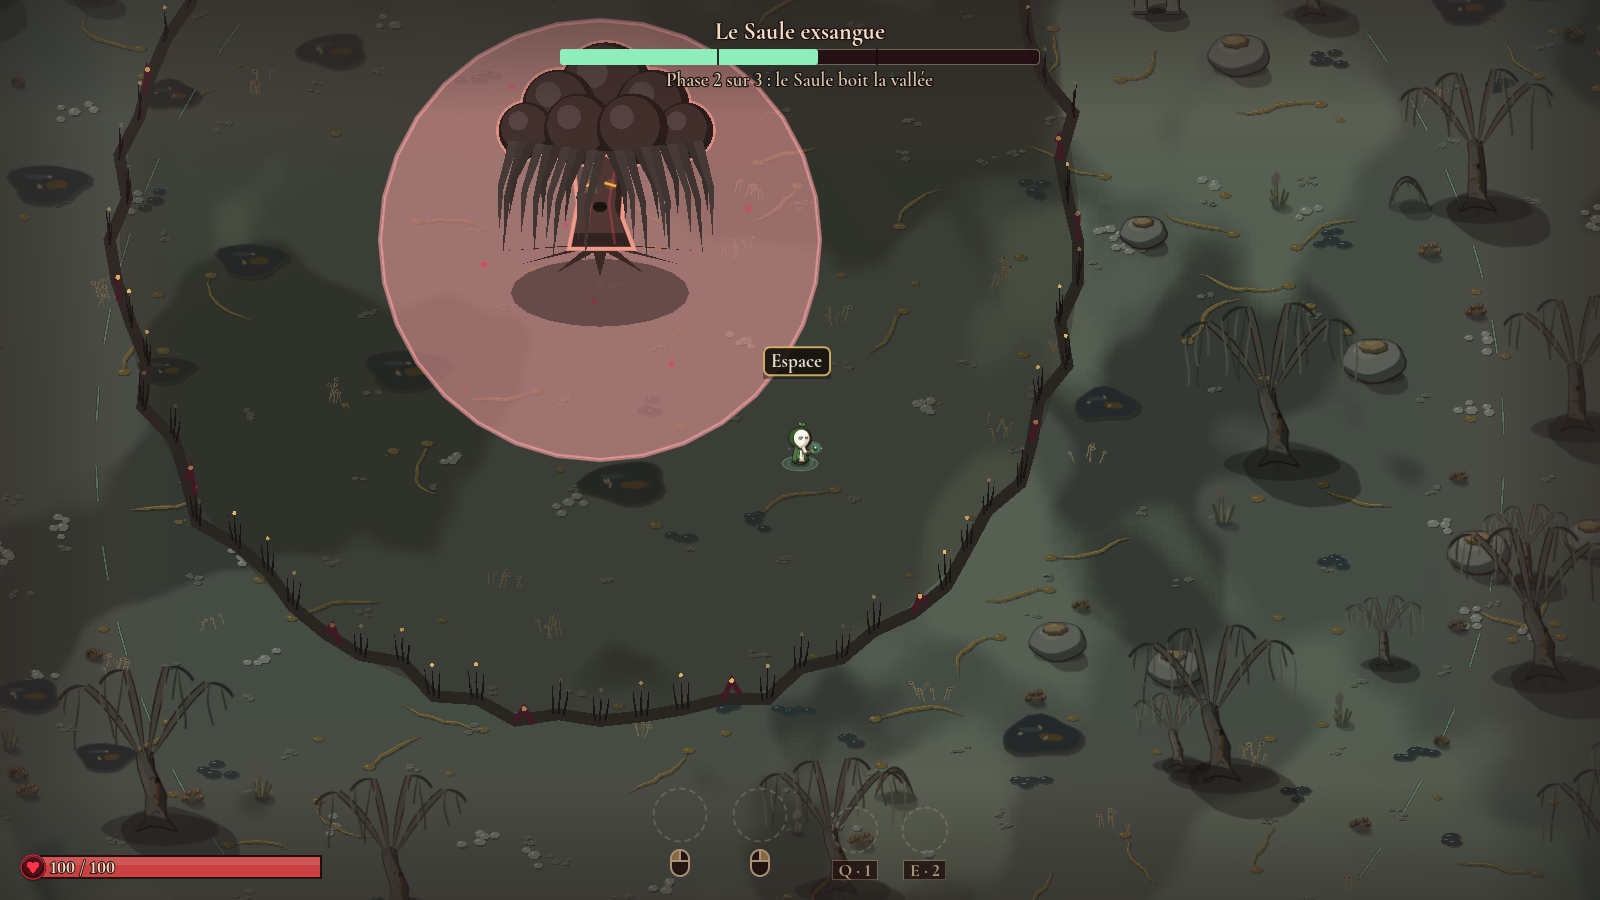 Le Saule exsangue
Phase 2 sur 3 : le Saule boit la vallée
Espace
100 / 100
Q · 1
E · 2